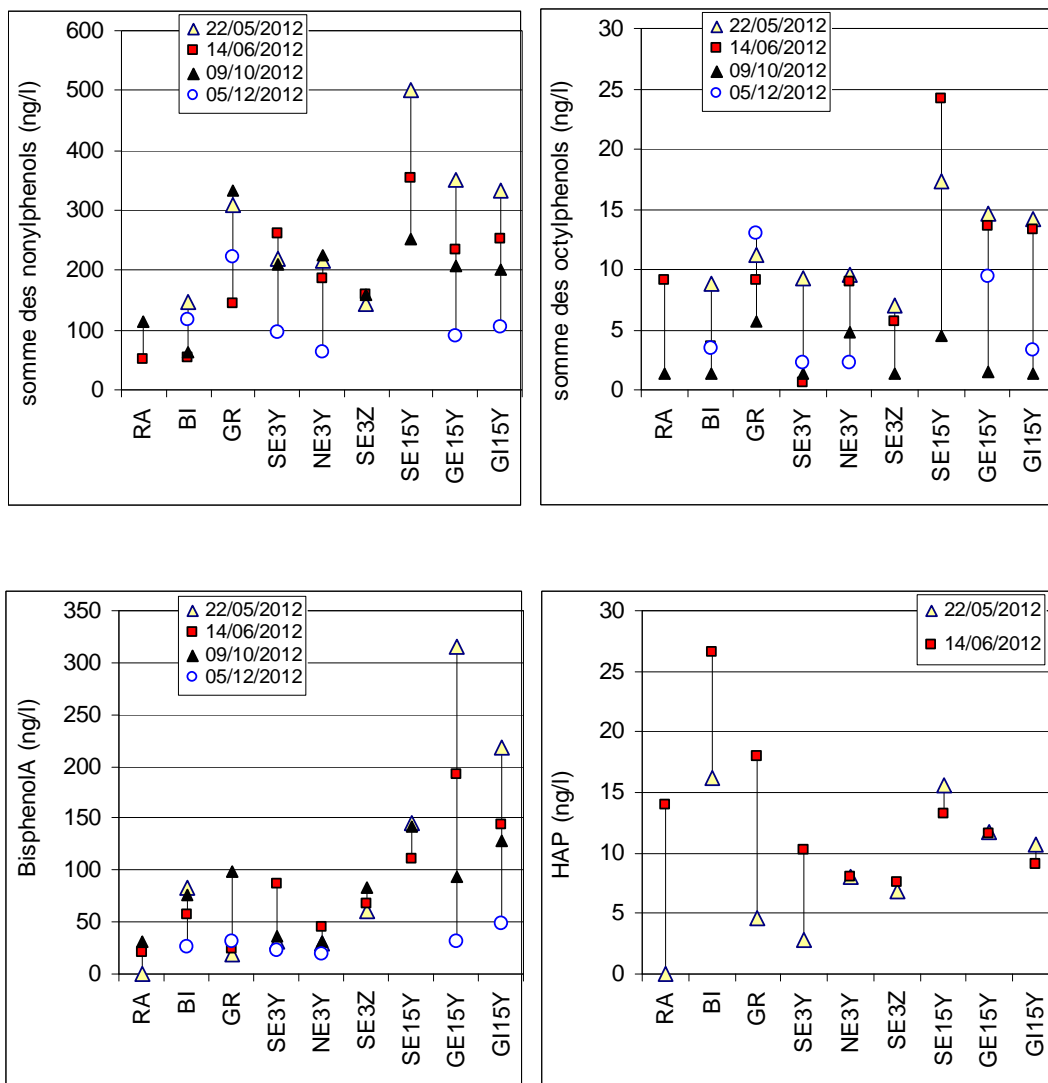 somme des nonylphenols (ng/l)
600
500
400
300
200
100
0
22/05/2012
14/06/2012
09/10/2012
05/12/2012
RA
BI
GR
SE3Y
NE3Y
SE3Z
SE15Y
GE15Y
GI15Y
somme des octylphenols (ng/l)
30
25
20
15
10
5
0
22/05/2012
14/06/2012
09/10/2012
05/12/2012
RA
BI
GR
SE3Y
NE3Y
SE3Z
SE15Y
GE15Y
GI15Y
BisphenolA (ng/l)
350
300
250
200
150
100
50
0
22/05/2012
14/06/2012
09/10/2012
05/12/2012
RA
BI
GR
SE3Y
NE3Y
SE3Z
SE15Y
GE15Y
GI15Y
HAP (ng/l)
30
25
20
15
10
5
0
22/05/2012
14/06/2012
RA
BI
GR
SE3Y
NE3Y
SE3Z
SE15Y
GE15Y
GI15Y